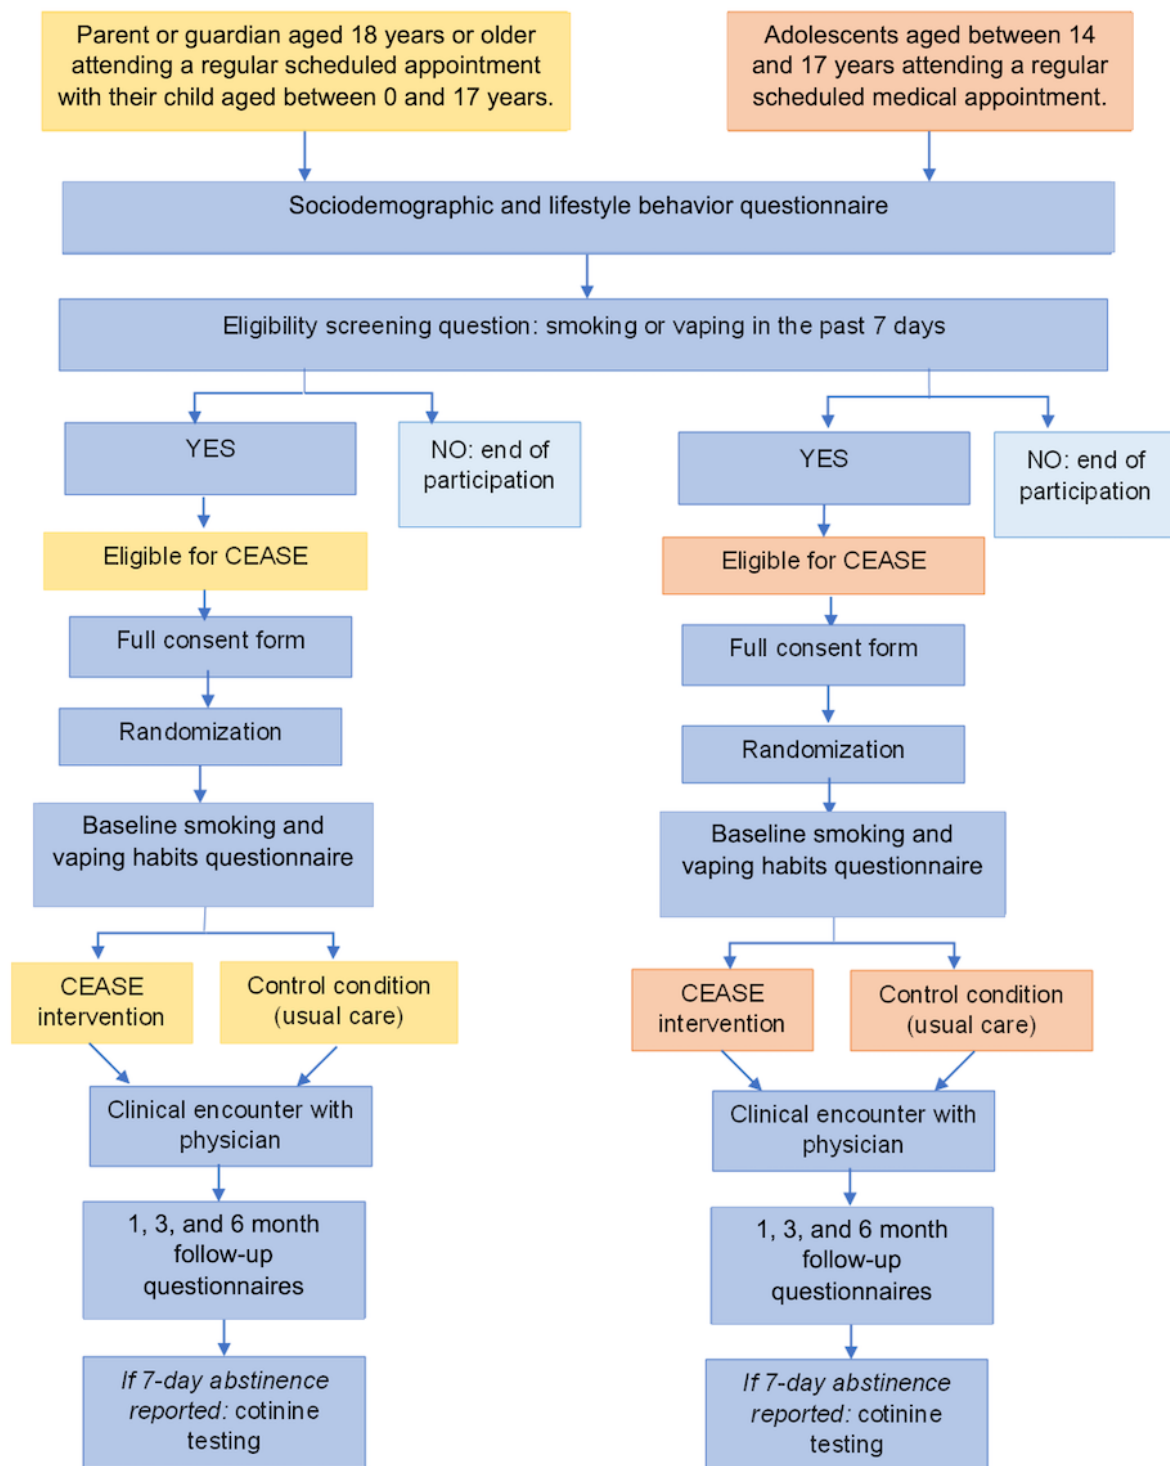 Parent or guardian aged 18 years or older
attending a regular scheduled appointment
with their child aged between 0 and 17 years.
Adolescents aged between 14
and 17 years attending a regular
scheduled medical appointment.
Sociodemographic and lifestyle behavior questionnaire
Eligibility screening question: smoking or vaping in the past 7 days
YES
NO: end of
participation
YES
NO: end of
participation
Eligible for CEASE
Eligible for CEASE
Full consent form
Full consent form
Randomization
Randomization
Baseline smoking and
vaping habits questionnaire
Baseline smoking and
vaping habits questionnaire
CEASE
intervention
Control condition
(usual care)
CEASE
intervention
Control condition
(usual care)
Clinical encounter with
physician
Clinical encounter with
physician
1, 3, and 6 month
follow-up
questionnaires
1, 3, and 6 month
follow-up
questionnaires
If 7-day abstinence
reported: cotinine
testing
If 7-day abstinence
reported: cotinine
testing